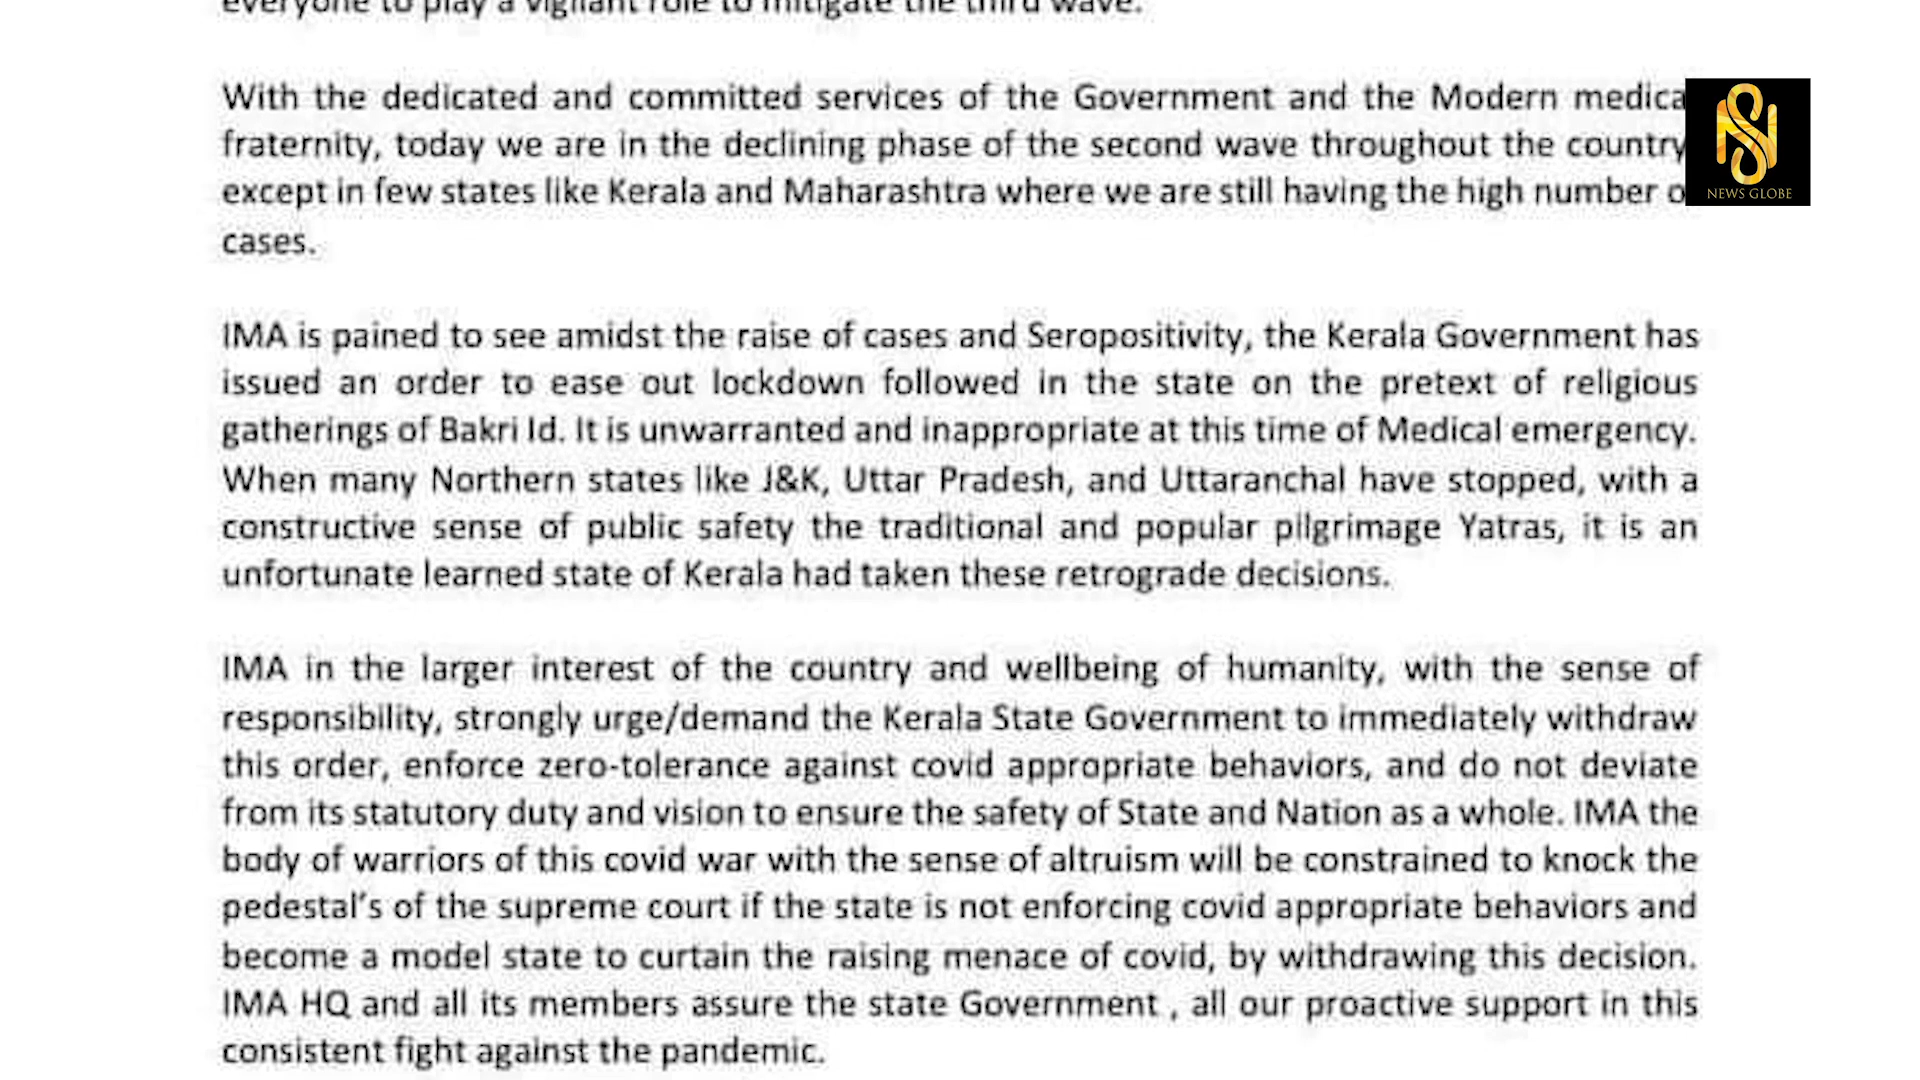 everyone to play a vigilant role to mitigate the third wave.
With the dedicated and committed services of the Government and the Modern medica
fraternity, today we are in the declining phase of the second wave throughout the country
except in few states like Kerala and Maharashtra where we are still having the high number o
cases.
NEWS GLOBE
IMA is pained to see amidst the raise of cases and Seropositivity, the Kerala Government has
issued an order to ease out lockdown followed in the state on the pretext of religious
gatherings of Bakri Id. It is unwarranted and inappropriate at this time of Medical emergency.
When many Northern states like J&K, Uttar Pradesh, and Uttaranchal have stopped, with a
constructive sense of public safety the traditional and popular pilgrimage Yatras, it is an
unfortunate learned state of Kerala had taken these retrograde decisions.
IMA in the larger interest of the country and wellbeing of humanity, with the sense of
responsibility, strongly urge/demand the Kerala State Government to immediately withdraw
this order, enforce zero-tolerance against covid appropriate behaviors, and do not deviate
from its statutory duty and vision to ensure the safety of State and Nation as a whole. IMA the
body of warriors of this covid war with the sense of altruism will be constrained to knock the
pedestal's of the supreme court if the state is not enforcing covid appropriate behaviors and
become a model state to curtain the raising menace of covid, by withdrawing this decision.
IMA HQ and all its members assure the state Government , all our proactive support in this
consistent fight against the pandemic.